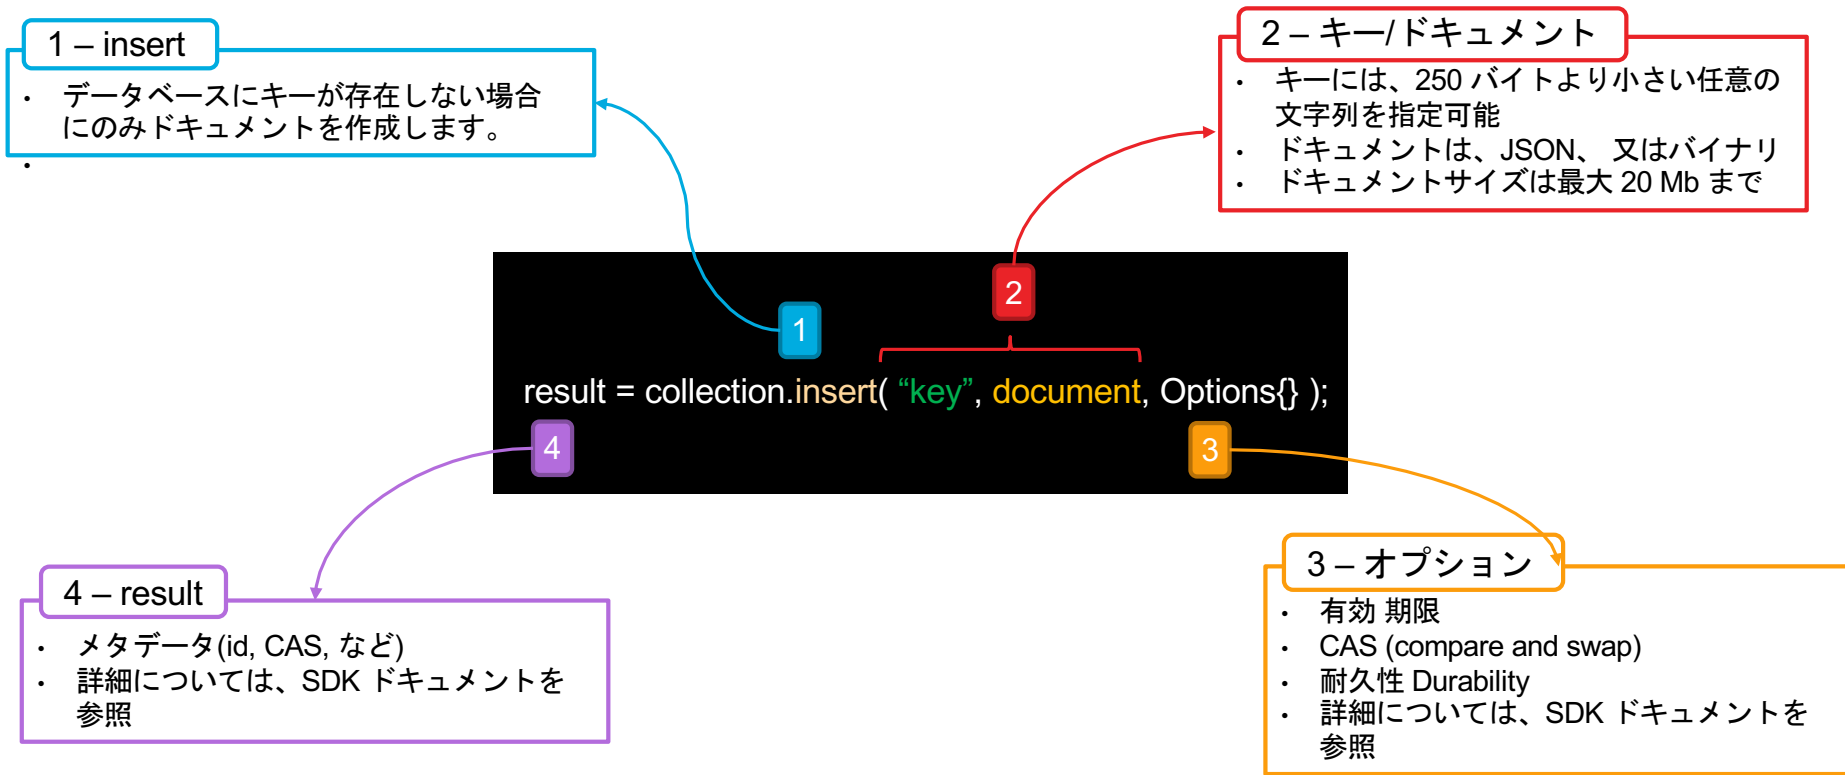 1 – insert
・ データベースにキーが存在しない場合
にのみドキュメントを作成します。
・
2 – キー/ドキュメント
・ キーには、250 バイトより小さい任意の
文字列を指定可能
・ ドキュメントは、JSON、 又はバイナリ
・ ドキュメントサイズは最大 20 Mb まで
2
1
result = collection.insert( “key”, document, Options{} );
4
3
4 – result
・ メタデータ(id, CAS, など)
・ 詳細については、SDK ドキュメントを
参照
3 – オプション
・ 有効 期限
・ CAS (compare and swap)
・ 耐久性 Durability
・ 詳細については、SDK ドキュメントを
参照